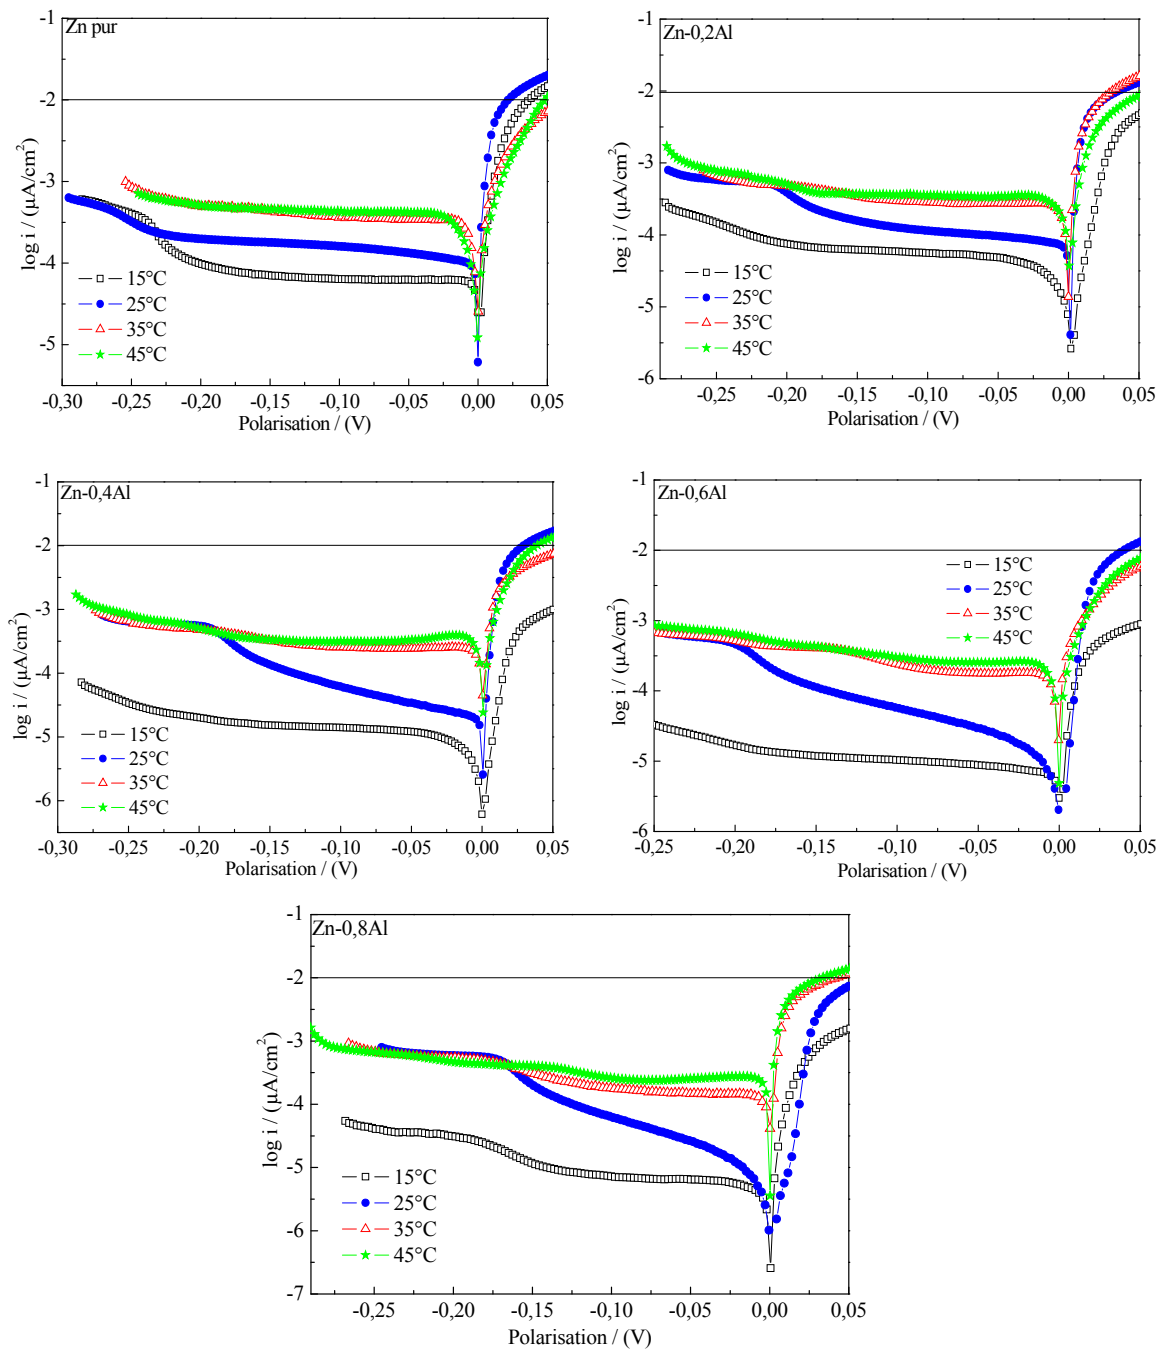 Zn pur
-1
-2
-3
-4
-5
log i / (µA/cm²)
15°C
25°C
35°C
45°C
-0,30 -0,25 -0,20 -0,15 -0,10 -0,05 0,00 0,05
Polarisation / (V)
Zn-0,2Al
-1
-2
-3
-4
-5
-6
log i / (µA/cm²)
15°C
25°C
35°C
45°C
-0,25 -0,20 -0,15 -0,10 -0,05 0,00 0,05
Polarisation / (V)
Zn-0,4Al
-1
-2
-3
-4
-5
-6
log i / (µA/cm²)
15°C
25°C
35°C
45°C
-0,30 -0,25 -0,20 -0,15 -0,10 -0,05 0,00 0,05
Polarisation / (V)
Zn-0,6Al
-1
-2
-3
-4
-5
-6
log i / (µA/cm²)
15°C
25°C
35°C
45°C
-0,25 -0,20 -0,15 -0,10 -0,05 0,00 0,05
Polarisation / (V)
Zn-0,8Al
-1
-2
-3
-4
-5
-6
-7
log i / (µA/cm²)
15°C
25°C
35°C
45°C
-0,25 -0,20 -0,15 -0,10 -0,05 0,00 0,05
Polarisation / (V)